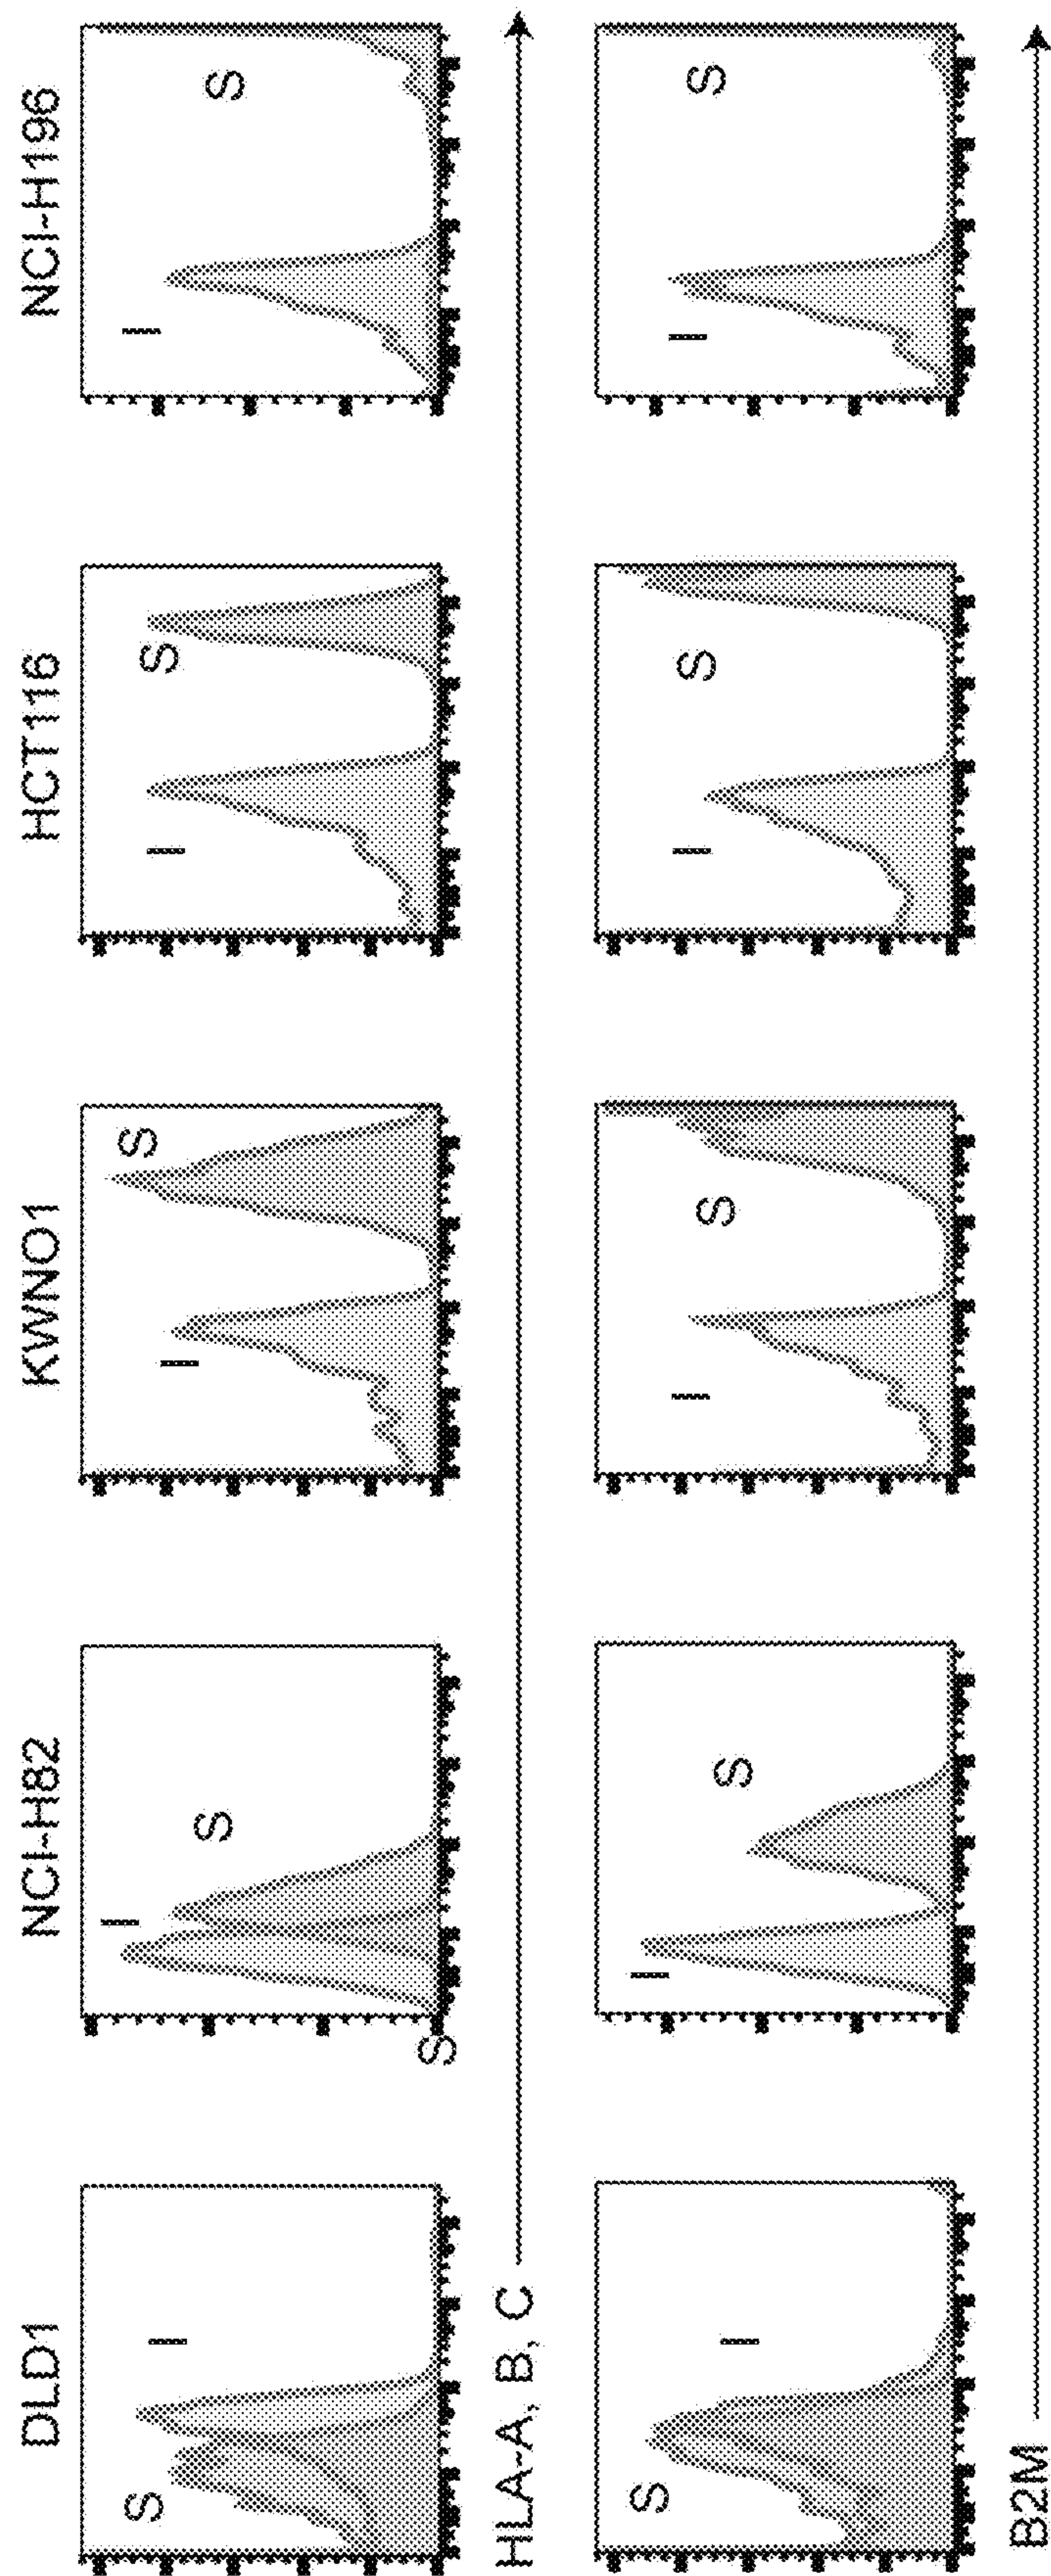 DLD1 NCI-H82 KWNO1 HCT116 NCI-H196
S I I S I S I S I S
S
HLA-A, B, C
S I I S I S I S I S
B2M